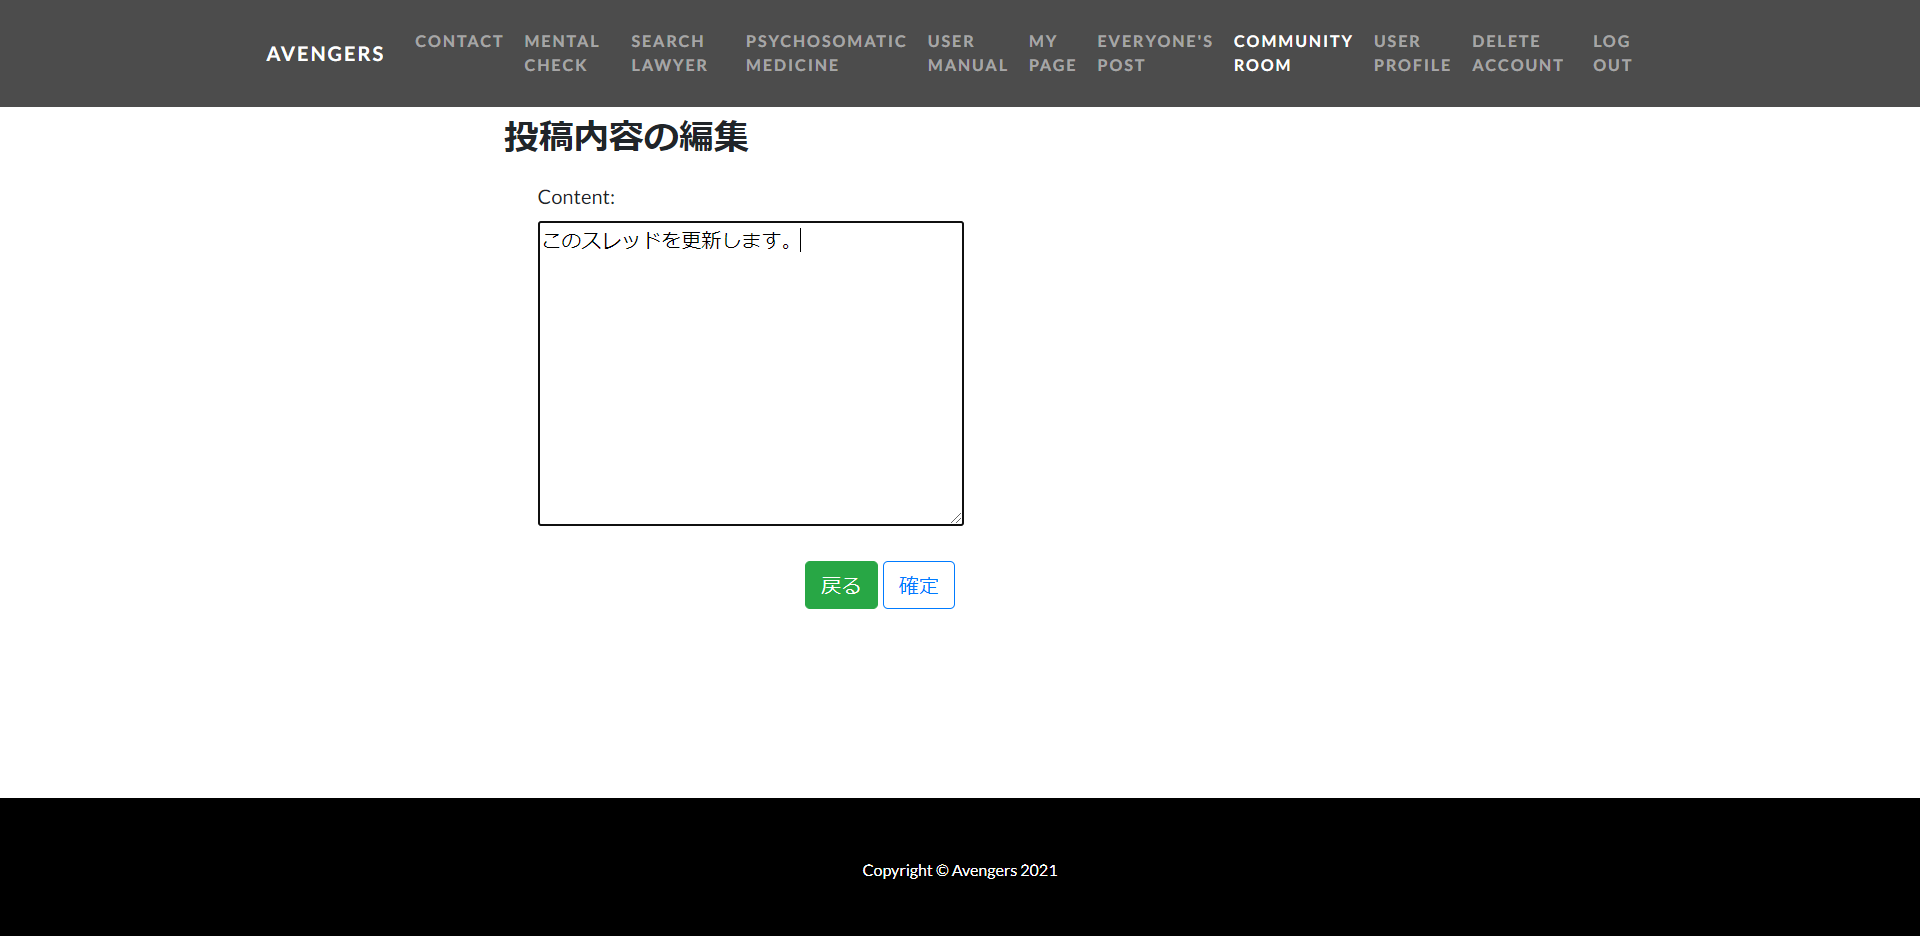 AVENGERS
CONTACT
MENTAL
CHECK
SEARCH
LAWYER
PSYCHOSOMATIC
MEDICINE
USER
MANUAL
MY
PAGE
EVERYONE'S
POST
COMMUNITY
ROOM
USER
PROFILE
DELETE
ACCOUNT
LOG
OUT
投稿内容の編集
Content:
このスレッドを更新します。
戻る
確定
Copyright © Avengers 2021